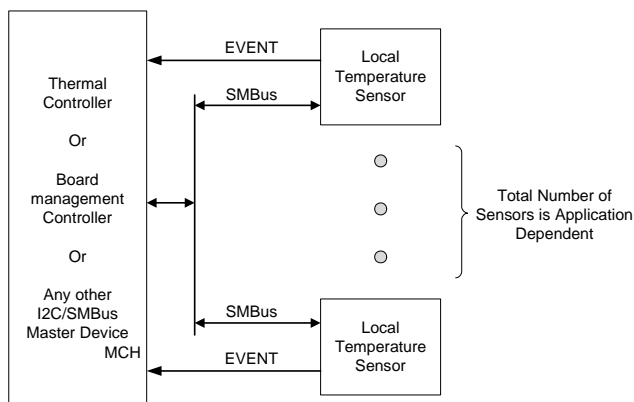 Thermal
Controller
Or
Board
management
Controller
Or
Any other
I2C/SMBus
Master Device
MCH
EVENT
SMBus
Local
Temperature
Sensor
Total Number of
Sensors is Application
Dependent
SMBus
EVENT
Local
Temperature
Sensor